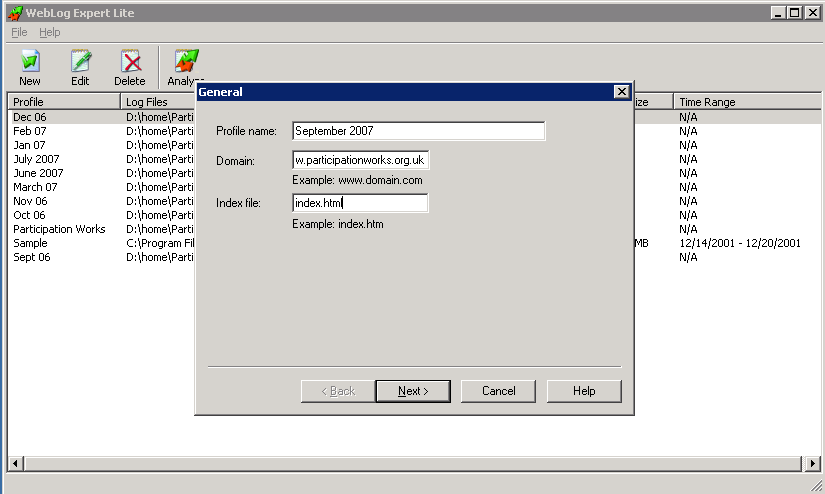 WebLog Expert Lite
File Help
New Edit Delete Analyze
Profile Log Files ize Time Range
Dec 06 D:\home\Parti N/A
Feb 07 D:\home\Parti N/A
Jan 07 D:\home\Parti N/A
July 2007 D:\home\Parti N/A
June 2007 D:\home\Parti N/A
March 07 D:\home\Parti N/A
Nov 06 D:\home\Parti N/A
Oct 06 D:\home\Parti N/A
Participation Works D:\home\Parti N/A
Sample C:\Program Fil MB 12/14/2001 - 12/20/2001
Sept 06 D:\home\Parti N/A
General
Profile name: September 2007
Domain: w.participationworks.org.uk
Example: www.domain.com
Index file: index.html
Example: index.htm
< Back Next > Cancel Help